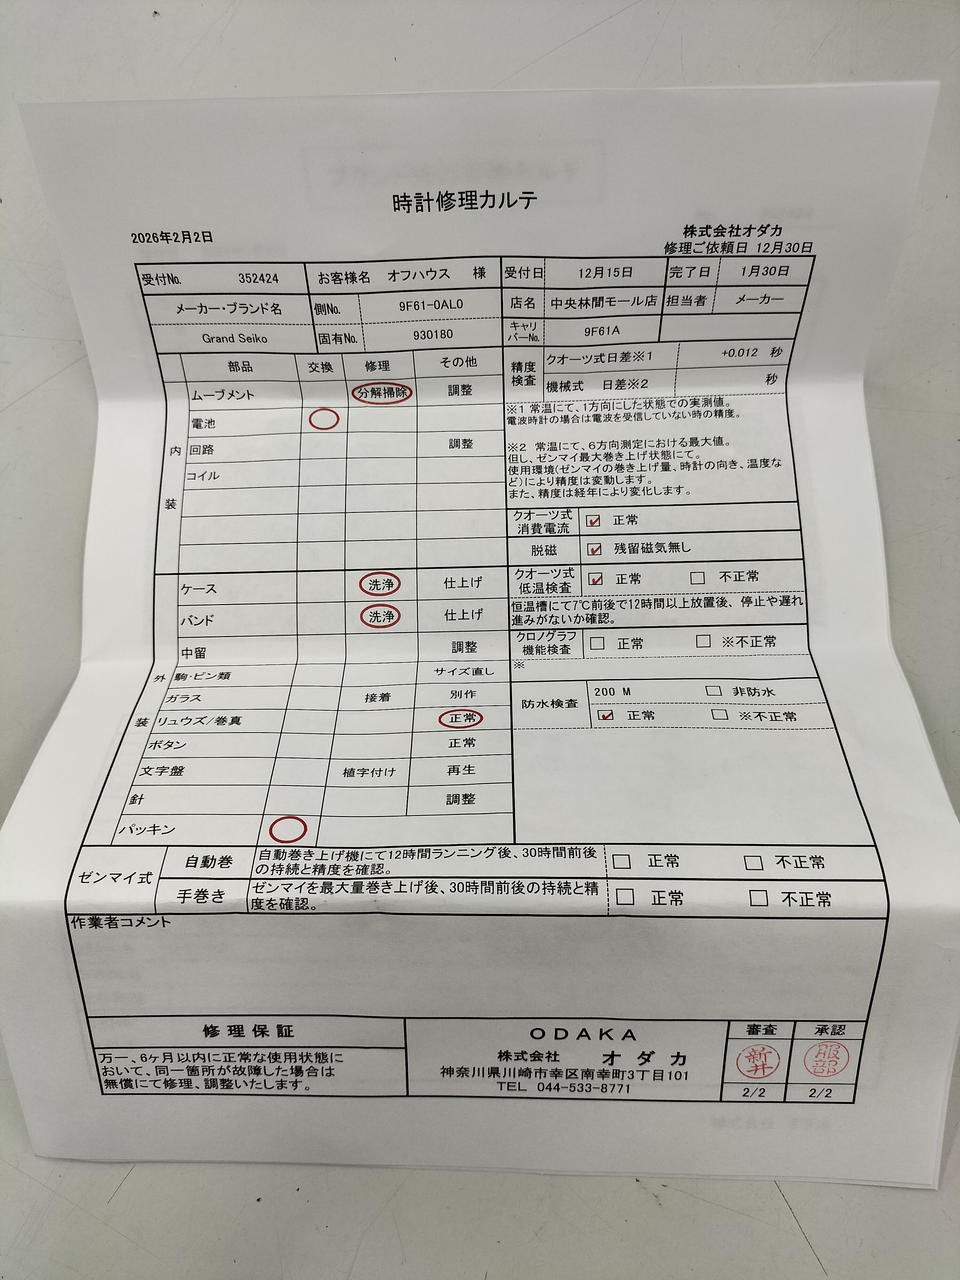 時計修理カルテ
2026年2月2日
株式会社オダカ
修理ご依頼日 12月30日
受付No. 352424 お客様名 オフハウス 様 受付日 12月15日 完了日 1月30日
メーカー・ブランド名 側No. 9F61-0AL0 店名 中央林間モール店 担当者 メーカー
Grand Seiko 固有No. 930180 キャリバーNo. 9F61A
部品 交換 修理 その他
精度検査 クオーツ式日差※1 +0.012 秒
機械式 日差※2 秒
内装
ムーブメント 分解掃除 調整
電池
回路 調整
コイル
※1 常温にて、1方向にした状態での実測値。
電波時計の場合は電波を受信していない時の精度。
※2 常温にて、6方向測定における最大値。
但し、ゼンマイ最大巻き上げ状態にて。
使用環境(ゼンマイの巻き上げ量、時計の向き、温度な
ど)により精度は変動します。
また、精度は経年により変化します。
クオーツ式消費電流 ☑ 正常
脱磁 ☑ 残留磁気無し
クオーツ式低温検査 ☑ 正常 □ 不正常
恒温槽にて7℃前後で12時間以上放置後、停止や遅れ
進みがないか確認。
クロノグラフ機能検査 □ 正常 □ ※不正常
※
防水検査 200 M □ 非防水
☑ 正常 □ ※不正常
外装
ケース 洗浄 仕上げ
バンド 洗浄 仕上げ
中留 調整
駒・ピン類 サイズ直し
ガラス 接着 別作
リュウズ/巻真 正常
ボタン 正常
文字盤 植字付け 再生
針 調整
パッキン
ゼンマイ式
自動巻 自動巻き上げ機にて12時間ランニング後、30時間前後
の持続と精度を確認。 □ 正常 □ 不正常
手巻き ゼンマイを最大量巻き上げ後、30時間前後の持続と精
度を確認。 □ 正常 □ 不正常
作業者コメント
修理保証
万一、6ヶ月以内に正常な使用状態に
おいて、同一箇所が故障した場合は
無償にて修理、調整いたします。
ODAKA
株式会社 オダカ
神奈川県川崎市幸区南幸町3丁目101
TEL 044-533-8771
審査 承認
新井 服部
2/2 2/2